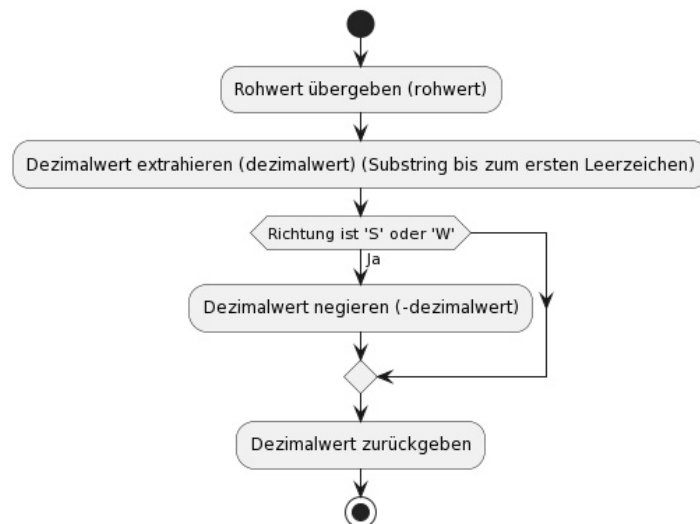 Rohwert übergeben (rohwert)
Dezimalwert extrahieren (dezimalwert) (Substring bis zum ersten Leerzeichen)
Richtung ist 'S' oder 'W'
Ja
Dezimalwert negieren (-dezimalwert)
Dezimalwert zurückgeben